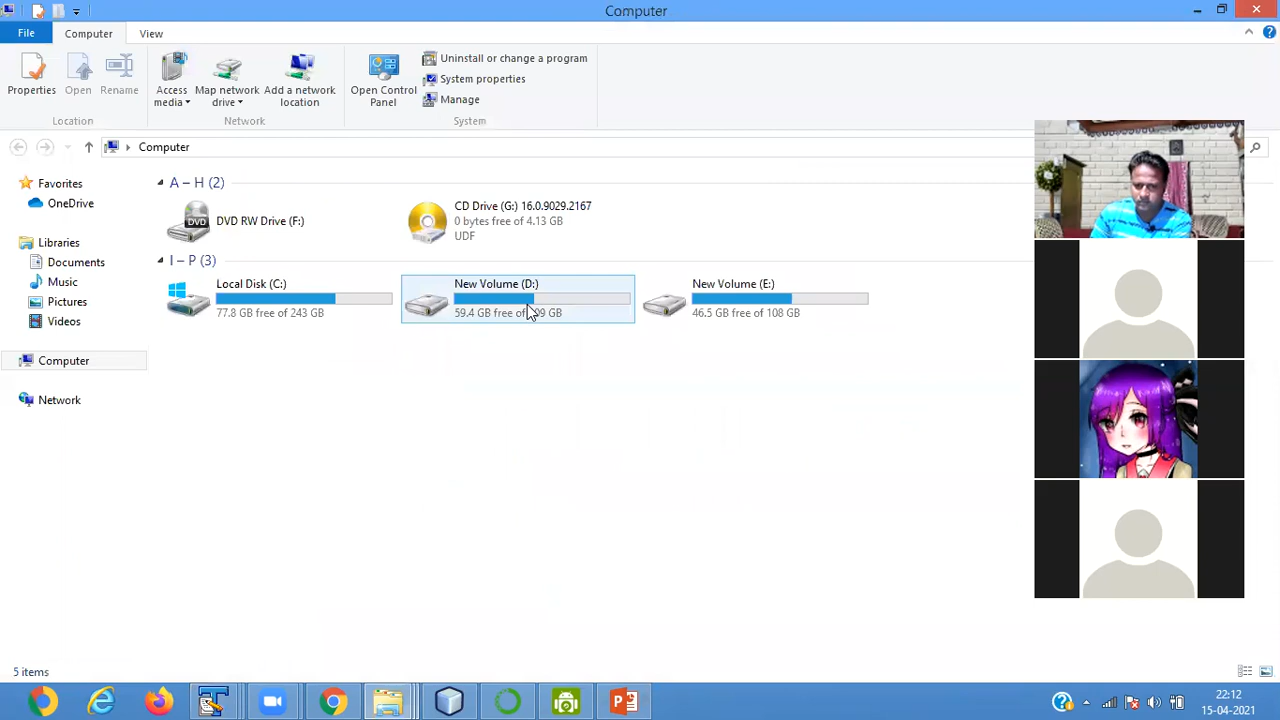 Computer
File
Computer
View
Properties
Open
Rename
Location
Access media
Map network drive
Add a network location
Network
Open Control Panel
Uninstall or change a program
System properties
Manage
System
Computer
Favorites
OneDrive
Libraries
Documents
Music
Pictures
Videos
Computer
Network
A – H (2)
DVD
DVD RW Drive (F:)
CD Drive (G:) 16.0.9029.2167
0 bytes free of 4.13 GB
UDF
I – P (3)
Local Disk (C:)
77.8 GB free of 243 GB
New Volume (D:)
59.4 GB free of GB
New Volume (E:)
46.5 GB free of 108 GB
5 items
22:12
15-04-2021